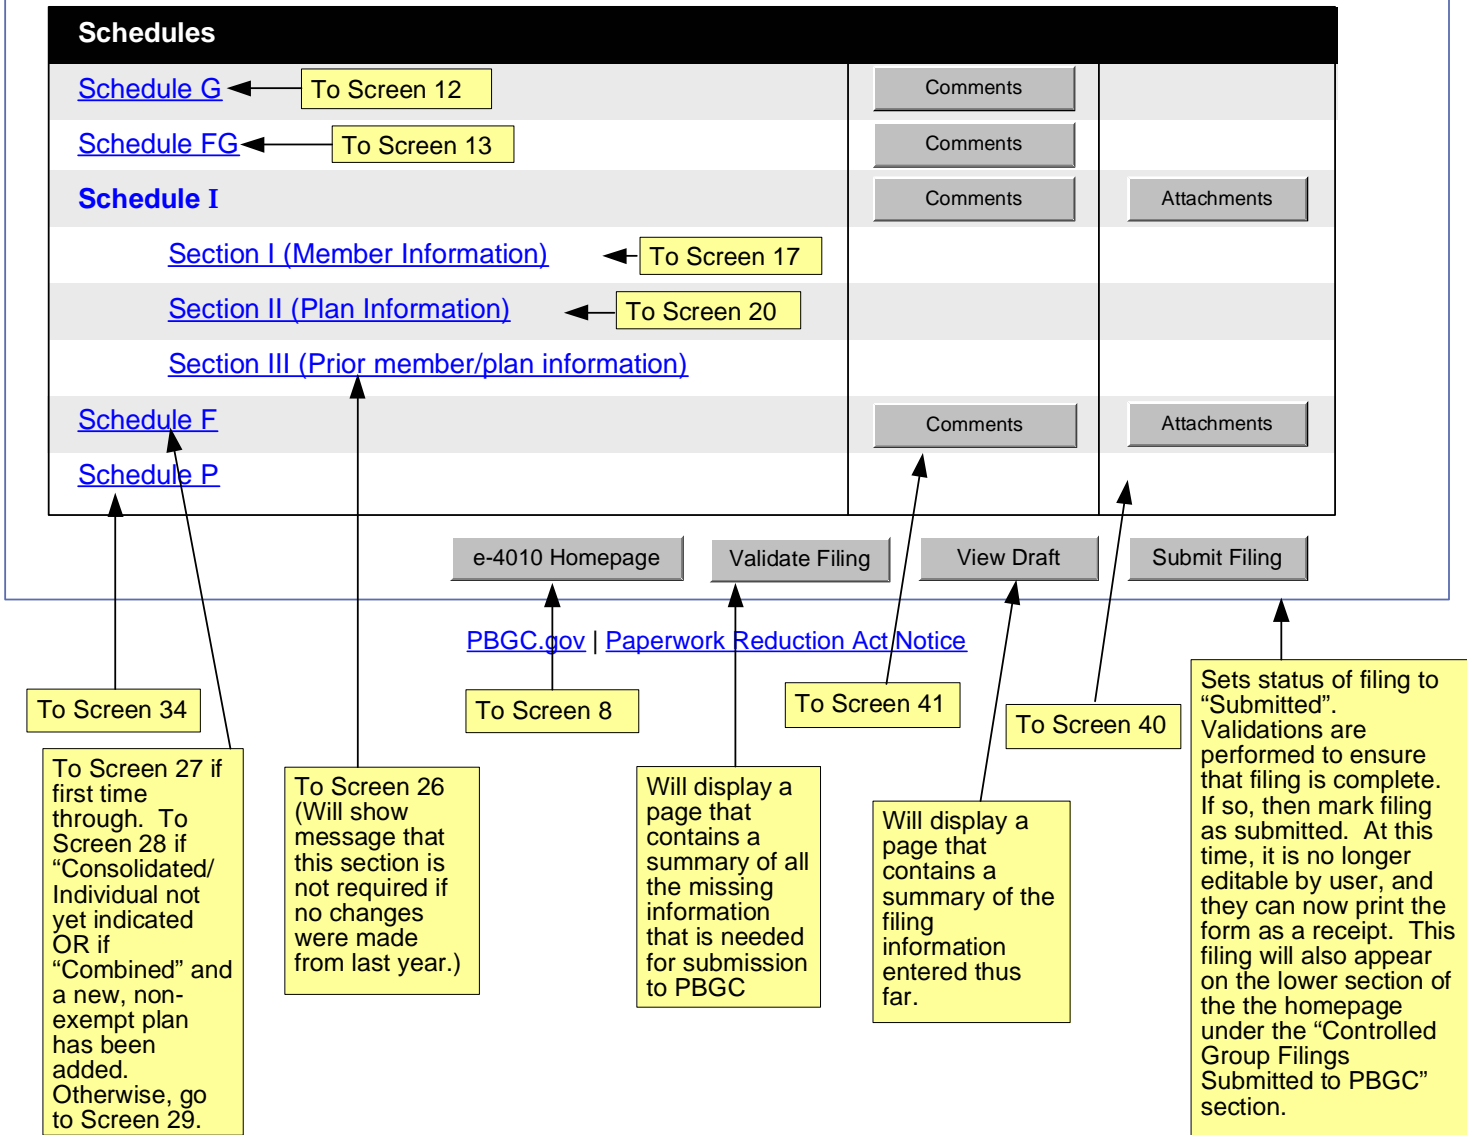 Schedules
Schedule G
To Screen 12
Comments
Schedule FG
To Screen 13
Comments
Schedule I
Comments
Attachments
Section I (Member Information)
To Screen 17
Section II (Plan Information)
To Screen 20
Section III (Prior member/plan information)
Schedule F
Comments
Attachments
Schedule P
e-4010 Homepage
Validate Filing
View Draft
Submit Filing
PBGC.gov | Paperwork Reduction Act Notice
To Screen 34
To Screen 8
To Screen 41
To Screen 40
To Screen 27 if
first time
through.  To
Screen 28 if
“Consolidated/
Individual not
yet indicated
OR if
“Combined” and
a new, non-
exempt plan
has been
added.
Otherwise, go
to Screen 29.
To Screen 26
(Will show
message that
this section is
not required if
no changes
were made
from last year.)
Will display a
page that
contains a
summary of all
the missing
information
that is needed
for submission
to PBGC
Will display a
page that
contains a
summary of the
filing
information
entered thus
far.
Sets status of filing to
“Submitted”.
Validations are
performed to ensure
that filing is complete.
If so, then mark filing
as submitted.  At this
time, it is no longer
editable by user, and
they can now print the
form as a receipt.  This
filing will also appear
on the lower section of
the the homepage
under the “Controlled
Group Filings
Submitted to PBGC”
section.